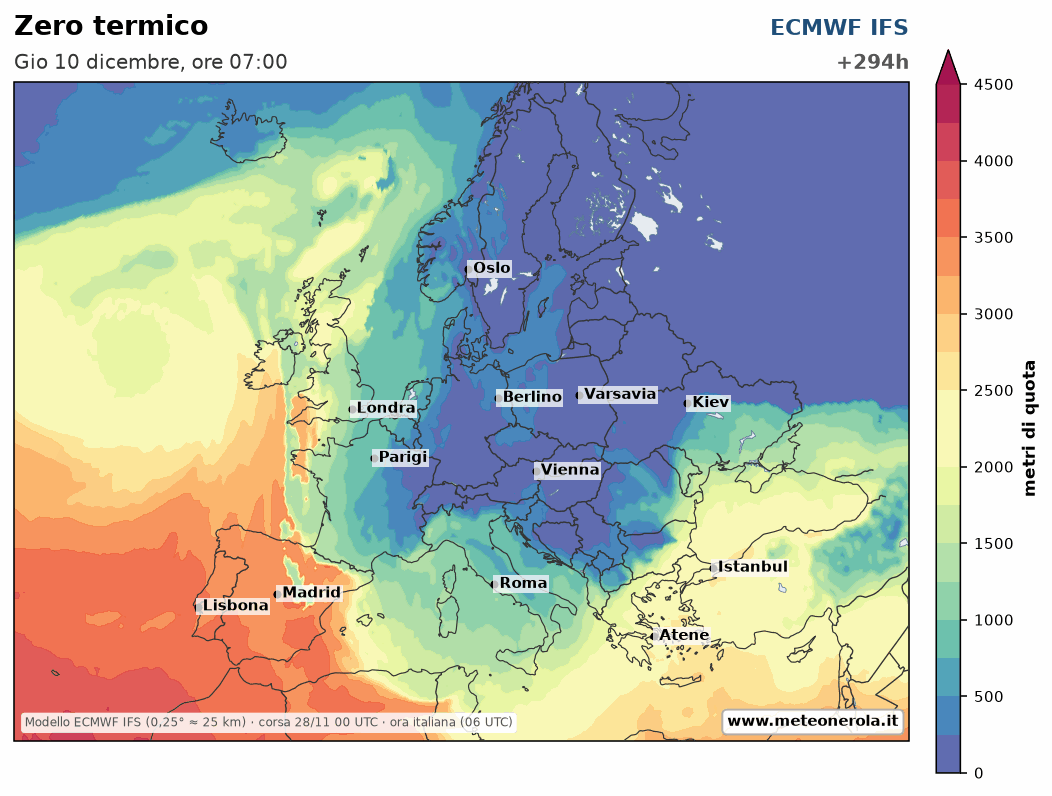 Zero termico
ECMWF IFS
Gio 10 dicembre, ore 07:00
+294h
Oslo
Londra
Berlino
Varsavia
Kiev
Parigi
Vienna
Istanbul
Roma
Madrid
Lisbona
Atene
Modello ECMWF IFS (0,25° ≈ 25 km) · corsa 28/11 00 UTC · ora italiana (06 UTC)
www.meteonerola.it
4500
4000
3500
3000
2500
2000
1500
1000
500
0
metri di quota